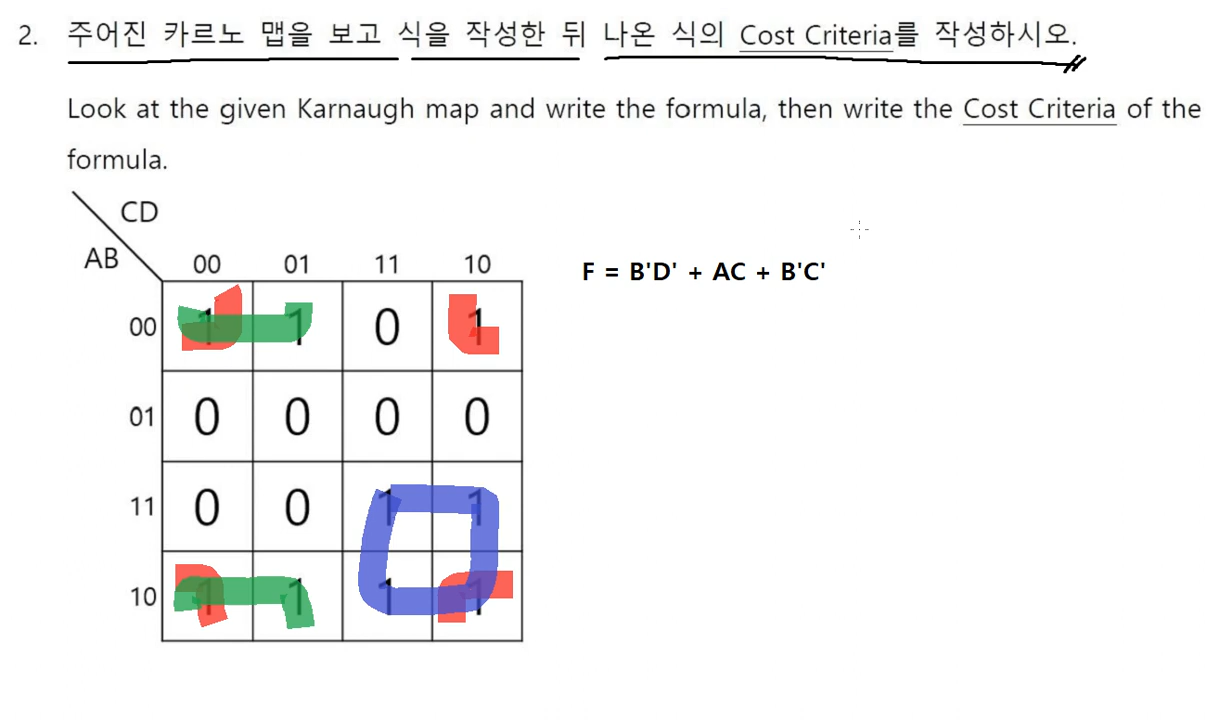 2. 주어진 카르노 맵을 보고 식을 작성한 뒤 나온 식의 Cost Criteria를 작성하시오.
Look at the given Karnaugh map and write the formula, then write the Cost Criteria of the
formula.
CD
AB 00 01 11 10
00 1 1 0 1
01 0 0 0 0
11 0 0 1 1
10 1 1 1 1
F = B'D' + AC + B'C'